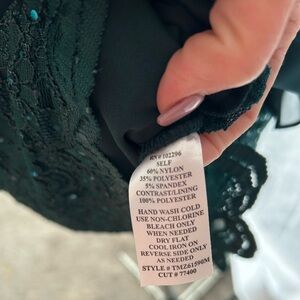 RN# 102296
SELF
60% NYLON
35% POLYESTER
5% SPANDEX
CONTRAST/LINING
100% POLYESTER
HAND WASH COLD
USE NON-CHLORINE
BLEACH ONLY
WHEN NEEDED
DRY FLAT
COOL IRON ON
REVERSE SIDE ONLY
AS NEEDED
STYLE # TMZ61590M
CUT # 77400